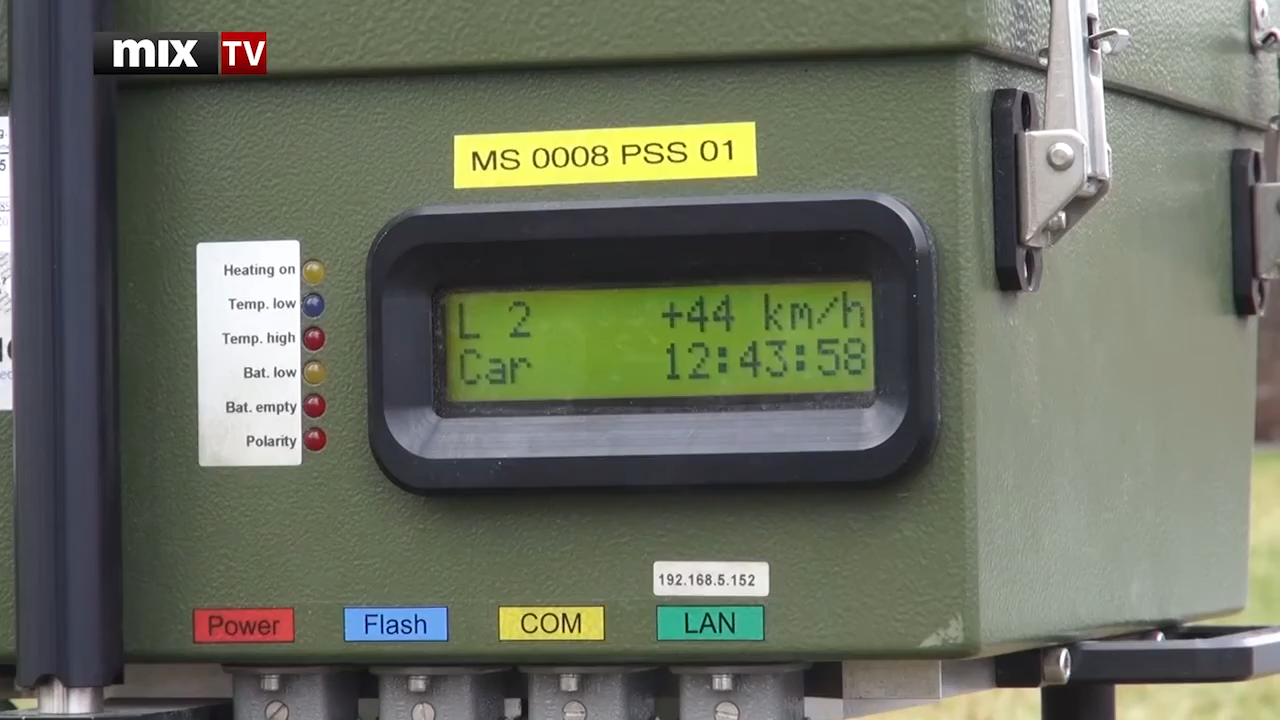 mix TV
MS 0008 PSS 01
Heating on
Temp. low
Temp. high
Bat. low
Bat. empty
Polarity
L 2 +44 km/h
Car 12:43:58
192.168.5.152
Power Flash COM LAN